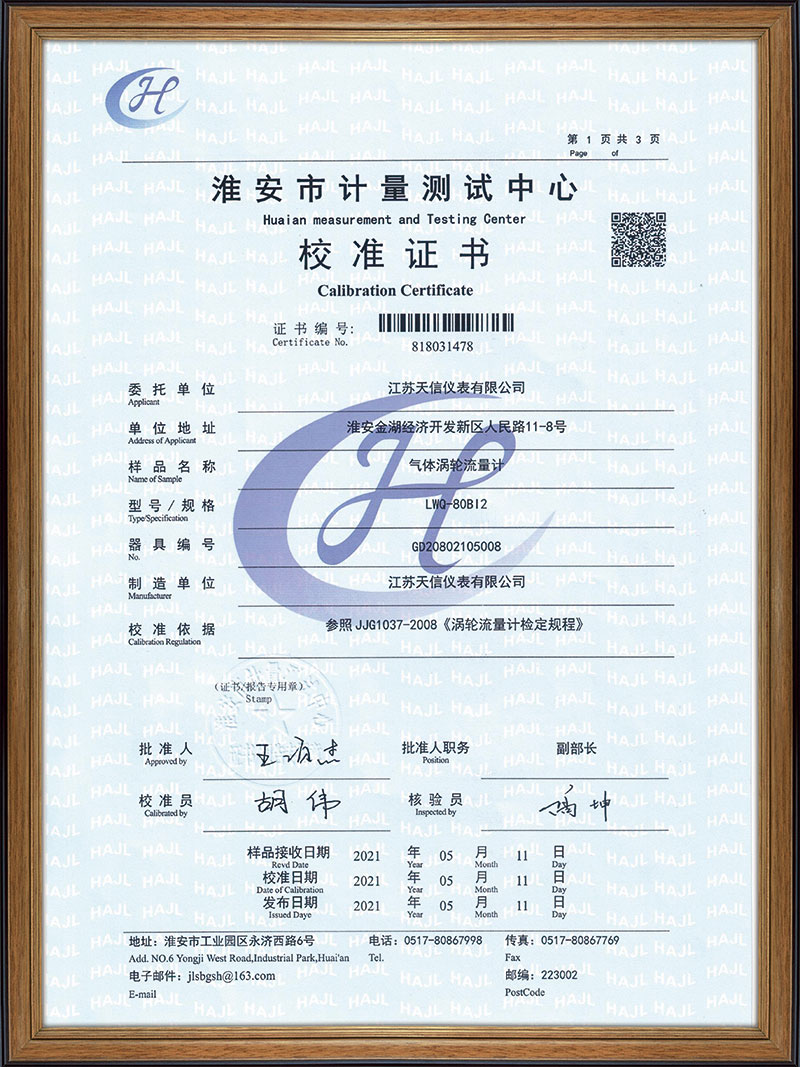 第 1 页 共 3 页
Page of
淮安市计量测试中心
Huaian measurement and Testing Center
校准证书
Calibration Certificate
证书编号:
Certificate No.
818031478
委托单位 江苏天信仪表有限公司
Applicant
单位地址 淮安金湖经济开发新区人民路11-8号
Address of Applicant
样品名称 气体涡轮流量计
Name of Sample
型号/规格 LWQ-80BI2
Type/Specification
器具编号 GD20802105008
No.
制造单位 江苏天信仪表有限公司
Manufacturer
校准依据 参照 JJG1037-2008《涡轮流量计检定规程》
Calibration Regulation
(证书/报告专用章)
Stamp
批准人 批准人职务 副部长
Approved by Position
校准员 胡伟 核验员
Calibrated by Inspected by
样品接收日期 2021 年 05 月 11 日
Rcvd Date Year Month Day
校准日期 2021 年 05 月 11 日
Date of Calibration Year Month Day
发布日期 2021 年 05 月 11 日
Issued Daye Year Month Day
地址: 淮安市工业园区永济西路6号 电话: 0517-80867998 传真: 0517-80867769
Add. NO.6 Yongji West Road,Industrial Park,Huai'an Tel. Fax
电子邮件: jlsbgsh@163.com 邮编: 223002
E-mail PostCode